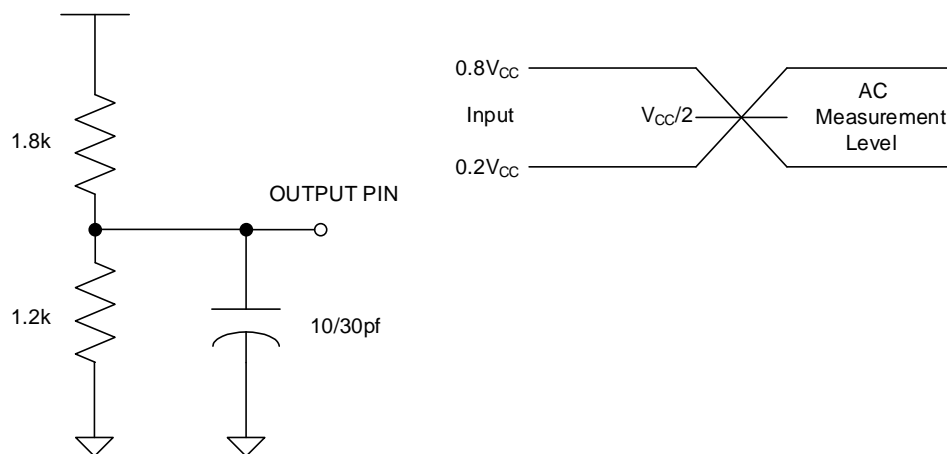 1.8k
1.2k
OUTPUT PIN
10/30pf
0.8VCC
Input
VCC/2
0.2VCC
AC
Measurement
Level